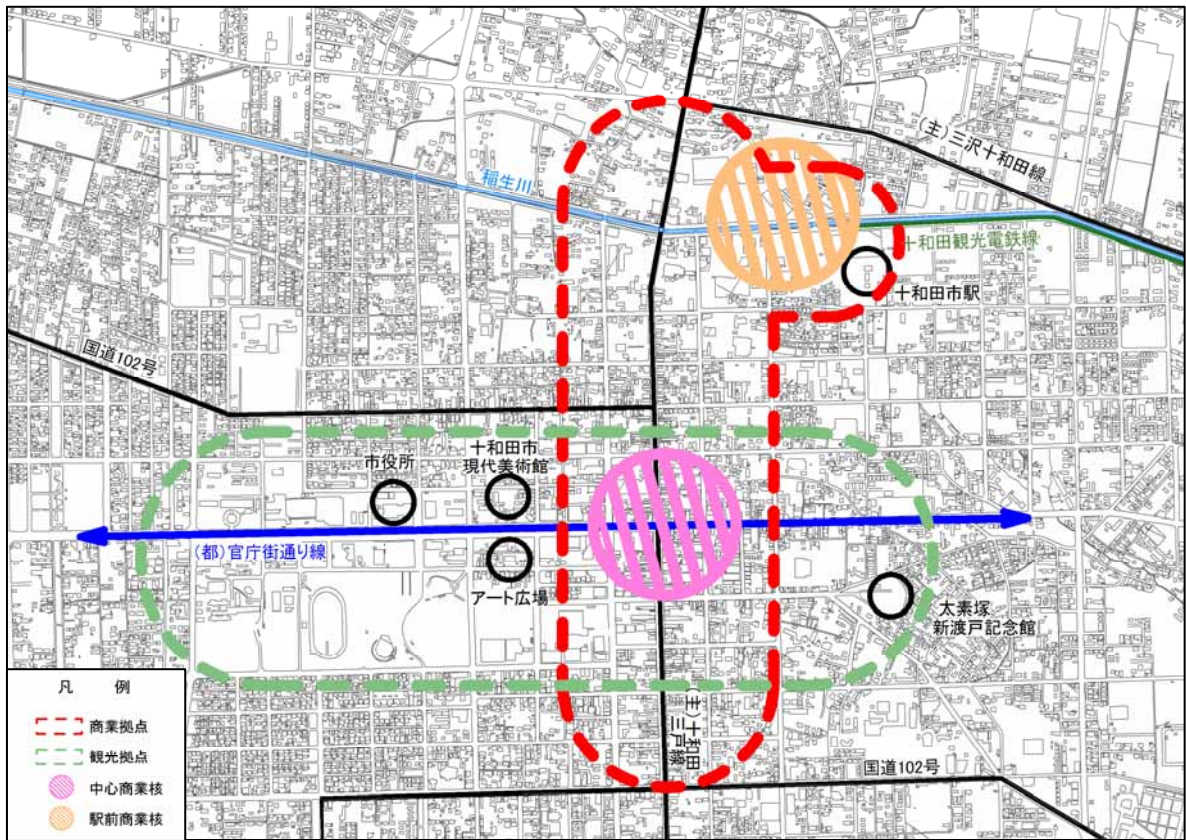 (主)三沢十和田線
稲生川
十和田観光電鉄線
十和田市駅
国道102号
十和田市
現代美術館
市役所
(都)官庁街通り線
アート広場
太素塚
新渡戸記念館
(主)十和田
三戸線
国道102号
凡 例
商業拠点
観光拠点
中心商業核
駅前商業核